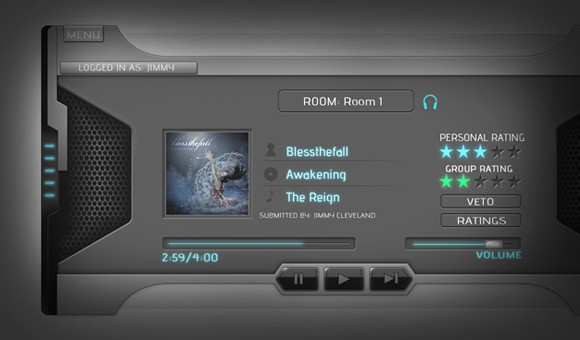 MENU
LOGGED IN AS: JIMMY
ROOM: Room 1
blessthefall
Blessthefall
Awakening
The Reign
SUBMITTED BY: JIMMY CLEVELAND
PERSONAL RATING
GROUP RATING
VETO
RATINGS
2:59/4:00
VOLUME